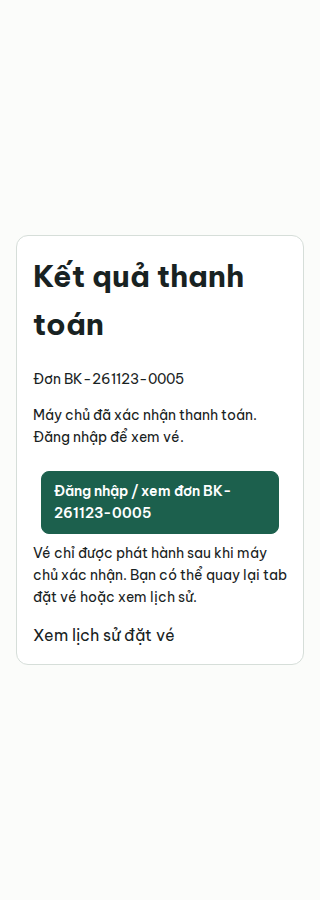 Kết quả thanh
toán
Đơn BK-261123-0005
Máy chủ đã xác nhận thanh toán.
Đăng nhập để xem vé.
Đăng nhập / xem đơn BK-
261123-0005
Vé chỉ được phát hành sau khi máy
chủ xác nhận. Bạn có thể quay lại tab
đặt vé hoặc xem lịch sử.
Xem lịch sử đặt vé